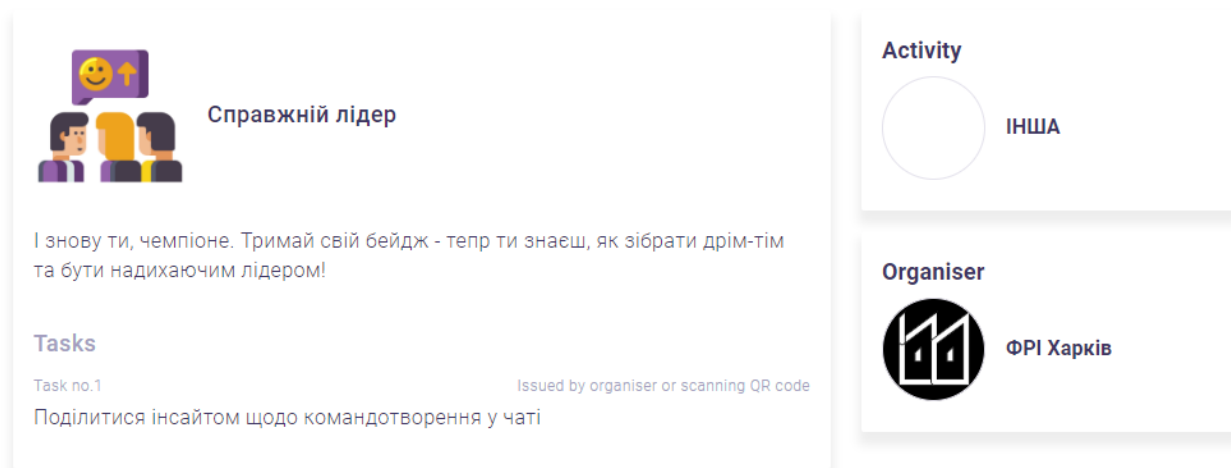 Справжній лідер
І знову ти, чемпіоне. Тримай свій бейдж - тепр ти знаєш, як зібрати дрім-тім
та бути надихаючим лідером!
Tasks
Task no.1
Issued by organiser or scanning QR code
Поділитися інсайтом щодо командотворення у чаті
Activity
ІНША
Organiser
ФРІ Харків